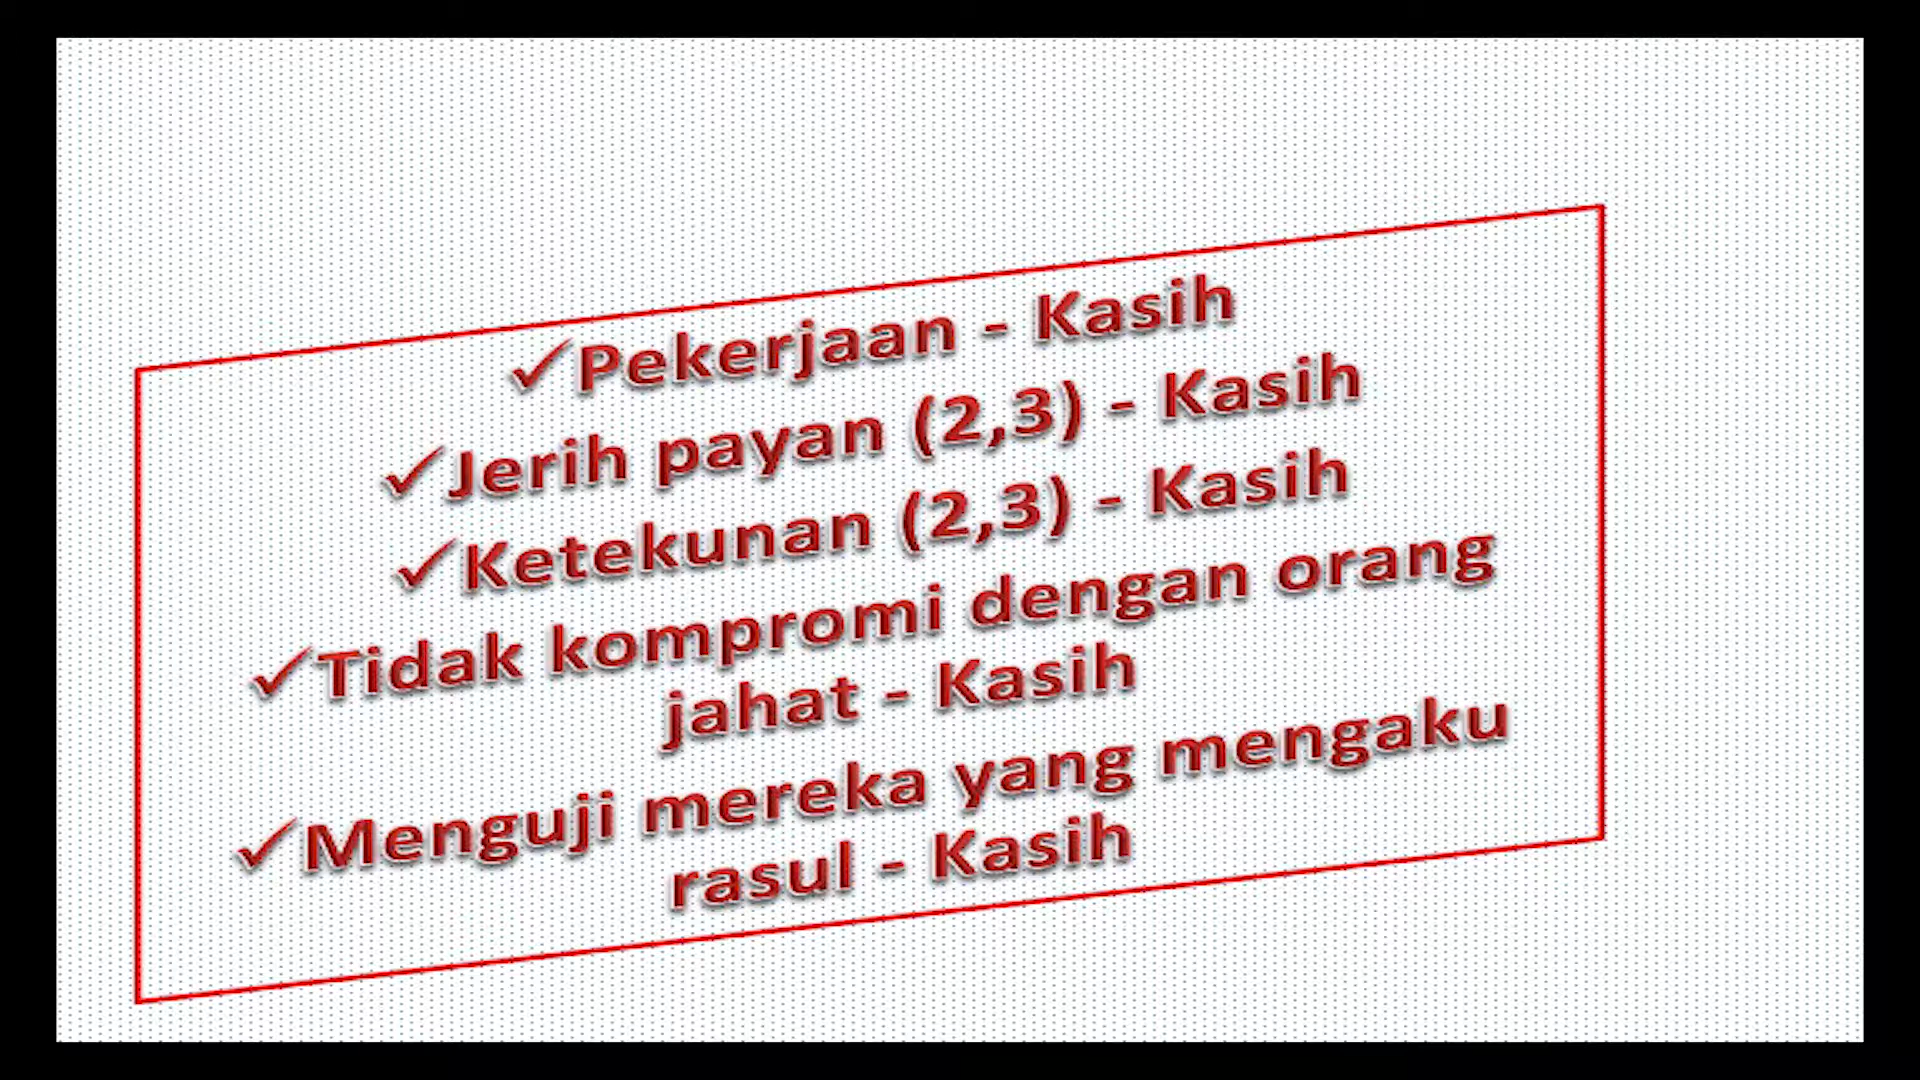 ✓Pekerjaan - Kasih
✓Jerih payan (2,3) - Kasih
✓Ketekunan (2,3) - Kasih
✓Tidak kompromi dengan orang
jahat - Kasih
✓Menguji mereka yang mengaku
rasul - Kasih